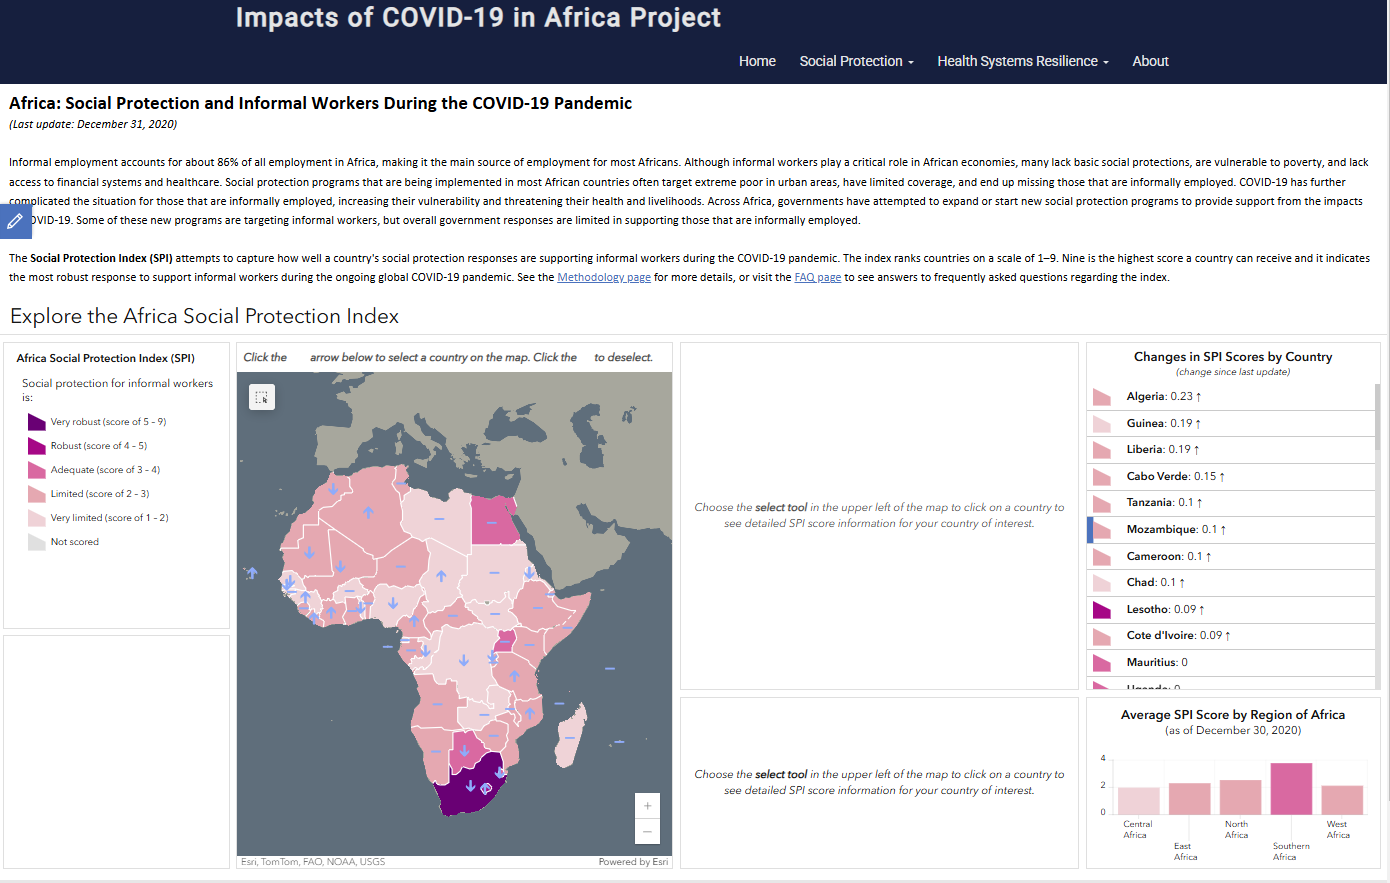 Impacts of COVID-19 in Africa Project
Home Social Protection Health Systems Resilience About
Africa: Social Protection and Informal Workers During the COVID-19 Pandemic
(Last update: December 31, 2020)
Informal employment accounts for about 86% of all employment in Africa, making it the main source of employment for most Africans. Although informal workers play a critical role in African economies, many lack basic social protections, are vulnerable to poverty, and lack
access to financial systems and healthcare. Social protection programs that are being implemented in most African countries often target extreme poor in urban areas, have limited coverage, and end up missing those that are informally employed. COVID-19 has further
complicated the situation for those that are informally employed, increasing their vulnerability and threatening their health and livelihoods. Across Africa, governments have attempted to expand or start new social protection programs to provide support from the impacts
OVID-19. Some of these new programs are targeting informal workers, but overall government responses are limited in supporting those that are informally employed.
The Social Protection Index (SPI) attempts to capture how well a country's social protection responses are supporting informal workers during the COVID-19 pandemic. The index ranks countries on a scale of 1–9. Nine is the highest score a country can receive and it indicates
the most robust response to support informal workers during the ongoing global COVID-19 pandemic. See the Methodology page for more details, or visit the FAQ page to see answers to frequently asked questions regarding the index.
Explore the Africa Social Protection Index
Africa Social Protection Index (SPI)
Social protection for informal workers
is:
Very robust (score of 5 - 9)
Robust (score of 4 - 5)
Adequate (score of 3 - 4)
Limited (score of 2 - 3)
Very limited (score of 1 - 2)
Not scored
Click the arrow below to select a country on the map. Click the to deselect.
+
−
Esri, TomTom, FAO, NOAA, USGS Powered by Esri
Choose the select tool in the upper left of the map to click on a country to
see detailed SPI score information for your country of interest.
Choose the select tool in the upper left of the map to click on a country to
see detailed SPI score information for your country of interest.
Changes in SPI Scores by Country
(change since last update)
Algeria: 0.23 ↑
Guinea: 0.19 ↑
Liberia: 0.19 ↑
Cabo Verde: 0.15 ↑
Tanzania: 0.1 ↑
Mozambique: 0.1 ↑
Cameroon: 0.1 ↑
Chad: 0.1 ↑
Lesotho: 0.09 ↑
Cote d'Ivoire: 0.09 ↑
Mauritius: 0
Uganda: 0
Average SPI Score by Region of Africa
(as of December 30, 2020)
4
2
0
Central
Africa
East
Africa
North
Africa
Southern
Africa
West
Africa